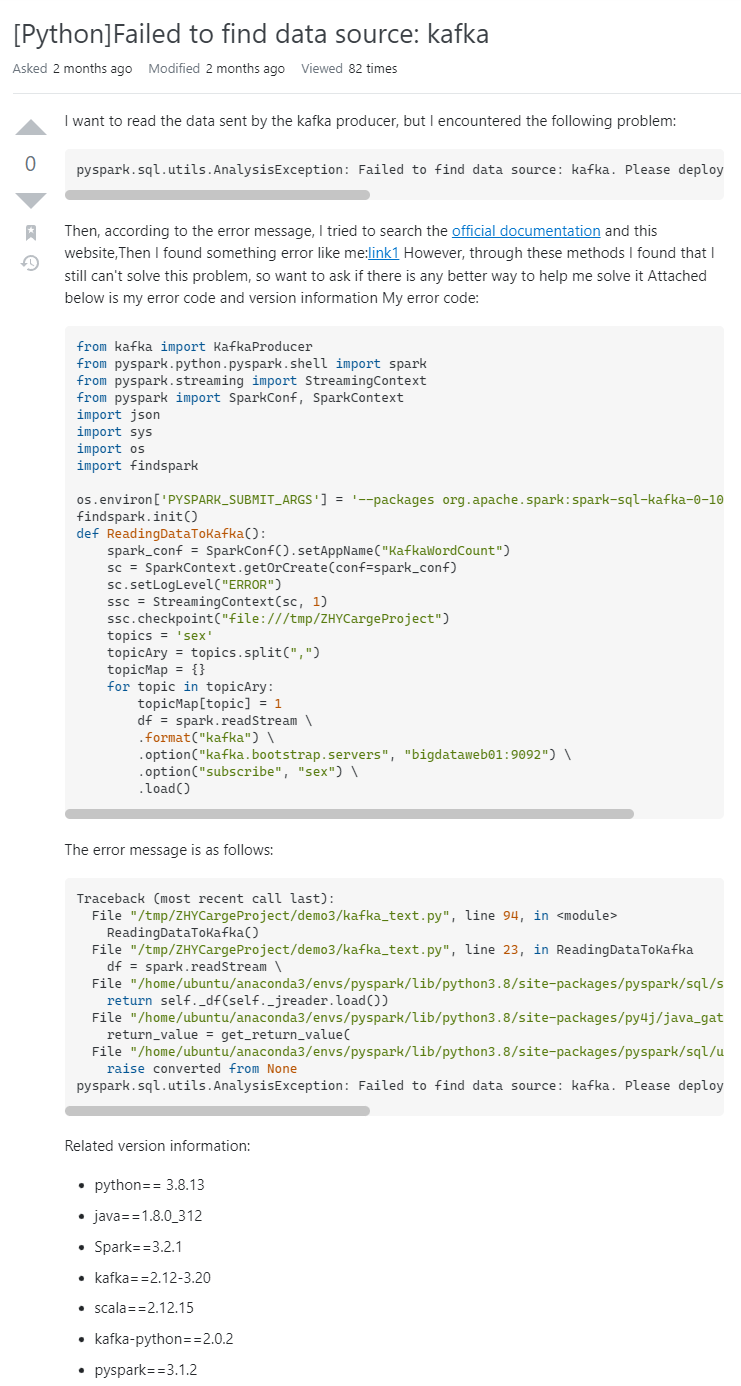 [Python]Failed to find data source: kafka
Asked 2 months ago Modified 2 months ago Viewed 82 times
I want to read the data sent by the kafka producer, but I encountered the following problem:
0
pyspark.sql.utils.AnalysisException: Failed to find data source: kafka. Please deploy
Then, according to the error message, I tried to search the official documentation and this
website,Then I found something error like me:link1 However, through these methods I found that I
still can't solve this problem, so want to ask if there is any better way to help me solve it Attached
below is my error code and version information My error code:
from kafka import KafkaProducer
from pyspark.python.pyspark.shell import spark
from pyspark.streaming import StreamingContext
from pyspark import SparkConf, SparkContext
import json
import sys
import os
import findspark
os.environ['PYSPARK_SUBMIT_ARGS'] = '--packages org.apache.spark:spark-sql-kafka-0-10
findspark.init()
def ReadingDataToKafka():
    spark_conf = SparkConf().setAppName("KafkaWordCount")
    sc = SparkContext.getOrCreate(conf=spark_conf)
    sc.setLogLevel("ERROR")
    ssc = StreamingContext(sc, 1)
    ssc.checkpoint("file:///tmp/ZHYCargeProject")
    topics = 'sex'
    topicAry = topics.split(",")
    topicMap = {}
    for topic in topicAry:
        topicMap[topic] = 1
        df = spark.readStream \
        .format("kafka") \
        .option("kafka.bootstrap.servers", "bigdataweb01:9092") \
        .option("subscribe", "sex") \
        .load()
The error message is as follows:
Traceback (most recent call last):
  File "/tmp/ZHYCargeProject/demo3/kafka_text.py", line 94, in <module>
    ReadingDataToKafka()
  File "/tmp/ZHYCargeProject/demo3/kafka_text.py", line 23, in ReadingDataToKafka
    df = spark.readStream \
  File "/home/ubuntu/anaconda3/envs/pyspark/lib/python3.8/site-packages/pyspark/sql/s
    return self._df(self._jreader.load())
  File "/home/ubuntu/anaconda3/envs/pyspark/lib/python3.8/site-packages/py4j/java_gat
    return_value = get_return_value(
  File "/home/ubuntu/anaconda3/envs/pyspark/lib/python3.8/site-packages/pyspark/sql/u
    raise converted from None
pyspark.sql.utils.AnalysisException: Failed to find data source: kafka. Please deploy
Related version information:
• python== 3.8.13
• java==1.8.0_312
• Spark==3.2.1
• kafka==2.12-3.20
• scala==2.12.15
• kafka-python==2.0.2
• pyspark==3.1.2